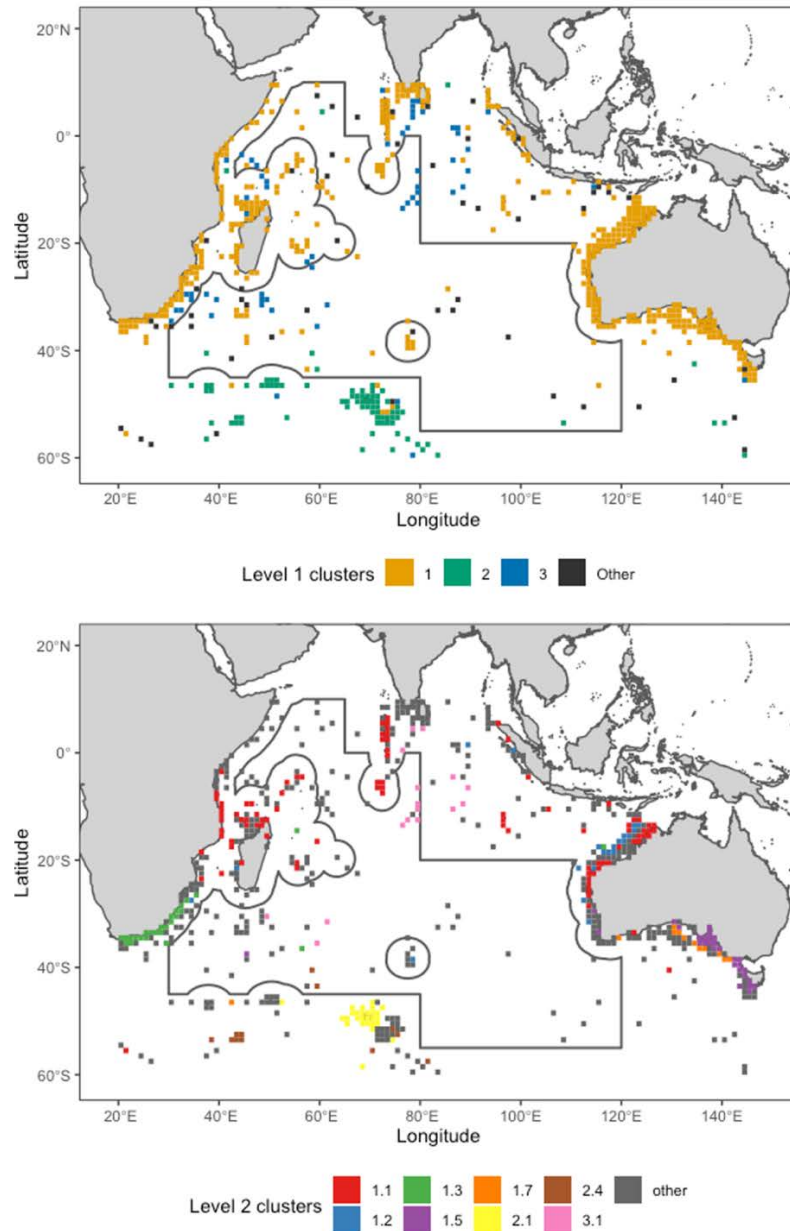 20°N
0°
20°S
40°S
60°S
Latitude
20°E 40°E 60°E 80°E 100°E 120°E 140°E
Longitude
Level 1 clusters 1 2 3 Other
20°N
0°
20°S
40°S
60°S
Latitude
20°E 40°E 60°E 80°E 100°E 120°E 140°E
Longitude
Level 2 clusters
1.1 1.3 1.7 2.4 other
1.2 1.5 2.1 3.1